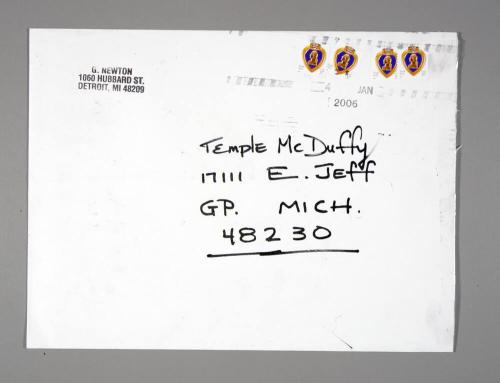 G. NEWTON
1060 HUBBARD ST.
DETROIT, MI 48209
4 JAN
2006
Temple McDuffy
17111 E. Jeff
GP. MICH.
48230